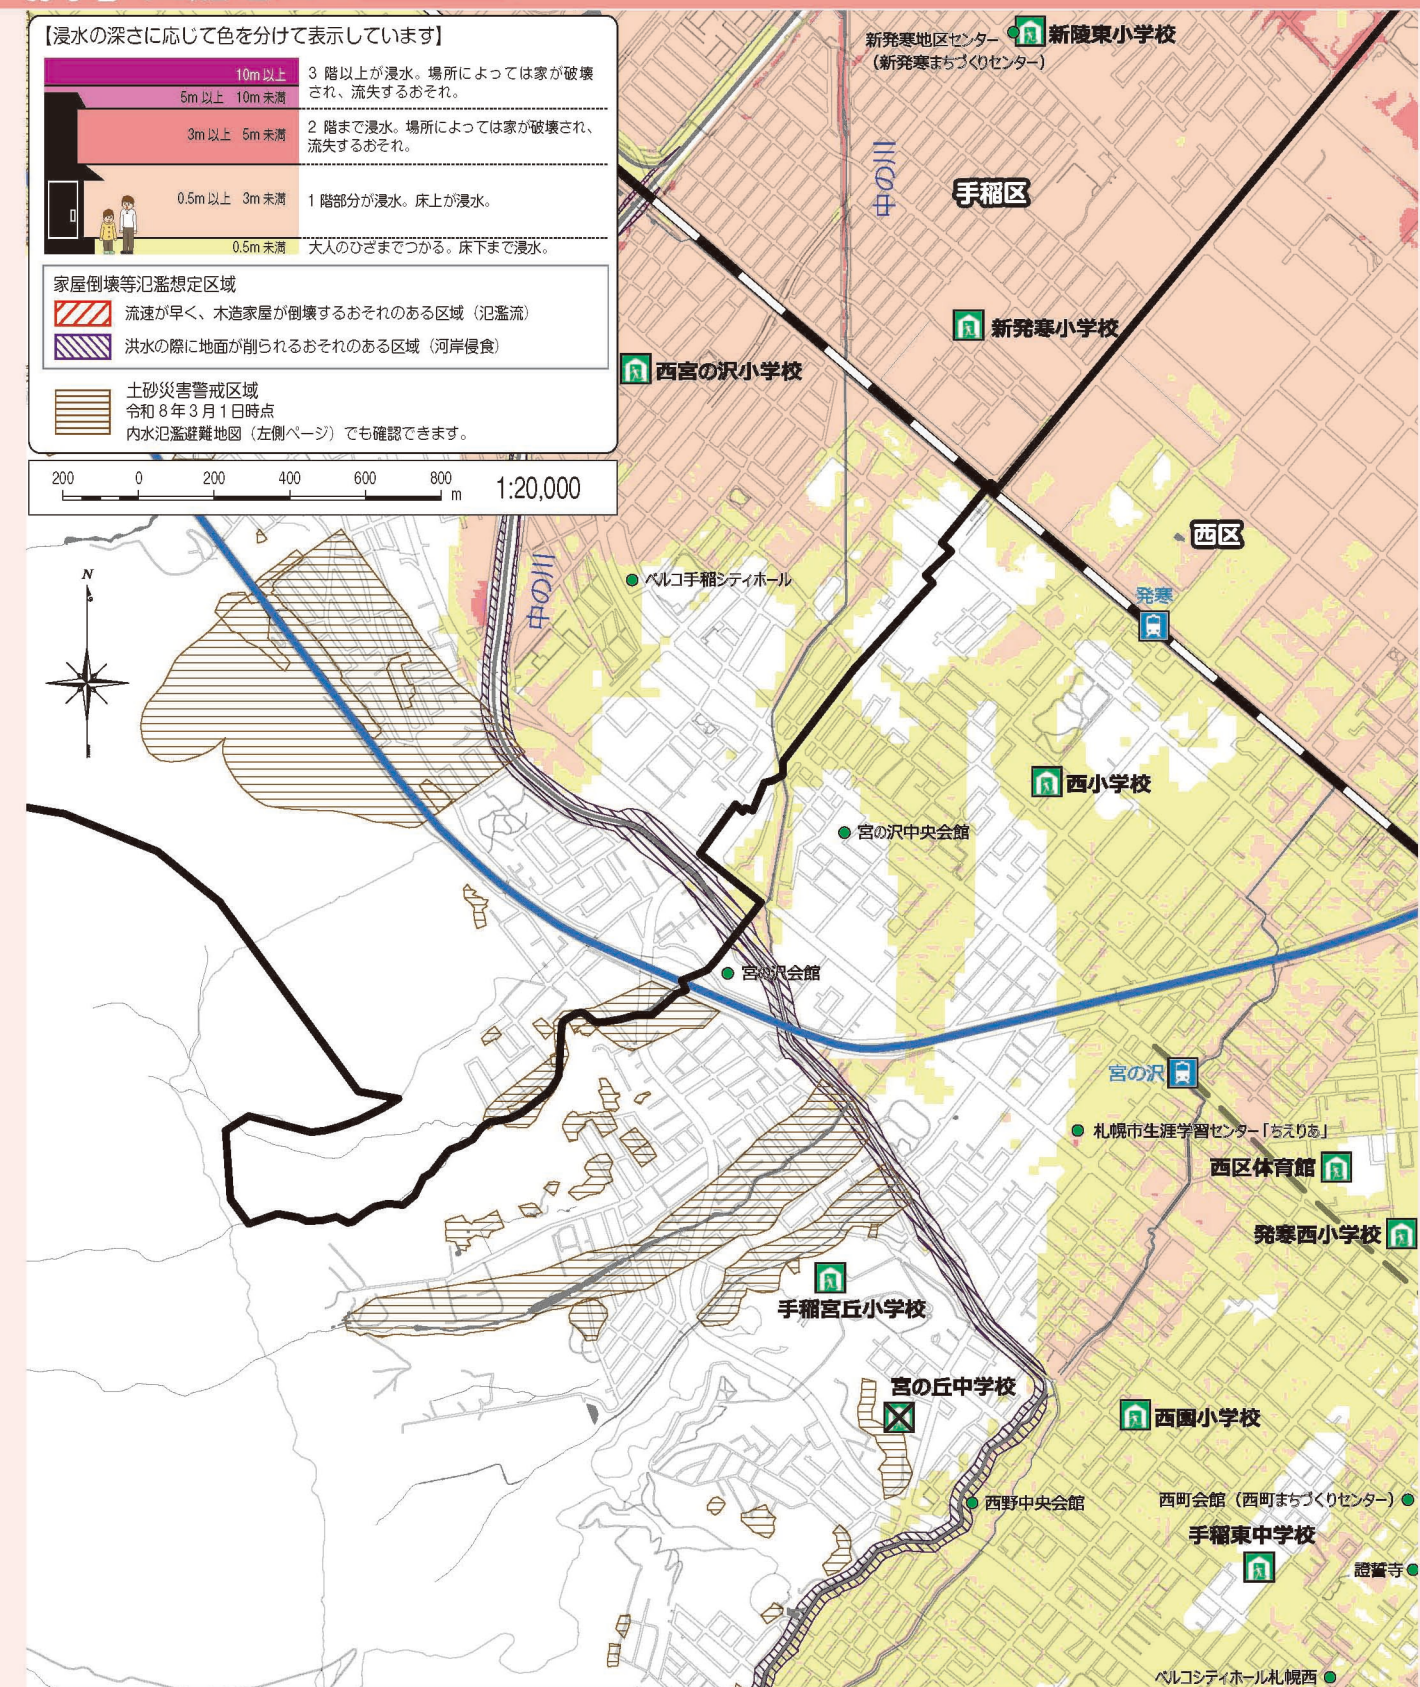 【浸水の深さに応じて色を分けて表示しています】
10m以上
3 階以上が浸水。場所によっては家が破壊
され、流失するおそれ。
5m以上 10m未満
3m以上 5m未満
2 階まで浸水。場所によっては家が破壊され、
流失するおそれ。
0.5m以上 3m未満
1 階部分が浸水。床上が浸水。
0.5m未満
大人のひざまでつかる。床下まで浸水。
家屋倒壊等氾濫想定区域
流速が早く、木造家屋が倒壊するおそれのある区域（氾濫流）
洪水の際に地面が削られるおそれのある区域（河岸侵食）
土砂災害警戒区域
令和8年3月1日時点
内水氾濫避難地図（左側ページ）でも確認できます。
200 0 200 400 600 800 m
1:20,000
N
新発寒地区センター
（新発寒まちづくりセンター）
新陵東小学校
中の川
手稲区
新発寒小学校
西宮の沢小学校
西区
中の川
ベルコ手稲シティホール
発寒
西小学校
宮の沢中央会館
宮の沢会館
宮の沢
札幌市生涯学習センター「ちえりあ」
西区体育館
発寒西小学校
手稲宮丘小学校
宮の丘中学校
西園小学校
西野中央会館
西町会館（西町まちづくりセンター）
手稲東中学校
證誓寺
ベルコシティホール札幌西